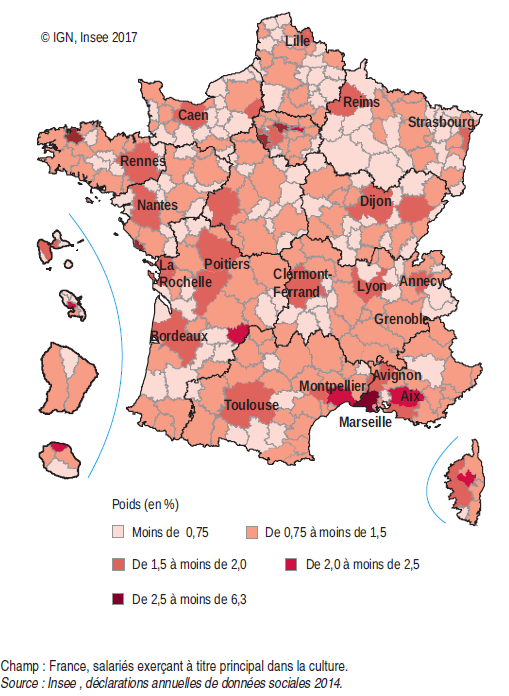 © IGN, Insee 2017
Lille
Reims
Caen
Strasbourg
Rennes
Nantes
Dijon
La
Rochelle
Poitiers
Clermont-
Ferrand
Lyon
Annecy
Grenoble
Bordeaux
Avignon
Montpellier
Aix
Toulouse
Marseille
Poids (en %)
Moins de 0,75
De 0,75 à moins de 1,5
De 1,5 à moins de 2,0
De 2,0 à moins de 2,5
De 2,5 à moins de 6,3
Champ : France, salariés exerçant à titre principal dans la culture.
Source : Insee , déclarations annuelles de données sociales 2014.